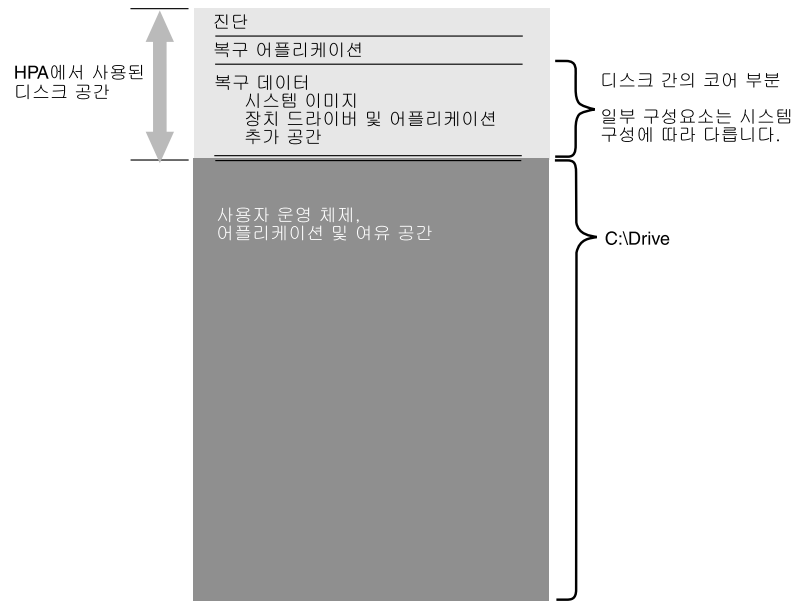 진단
복구 어플리케이션
HPA에서 사용된
디스크 공간
복구 데이터
시스템 이미지
장치 드라이버 및 어플리케이션
추가 공간
디스크 간의 코어 부분
일부 구성요소는 시스템
구성에 따라 다릅니다.
사용자 운영 체제,
어플리케이션 및 여유 공간
C:\Drive